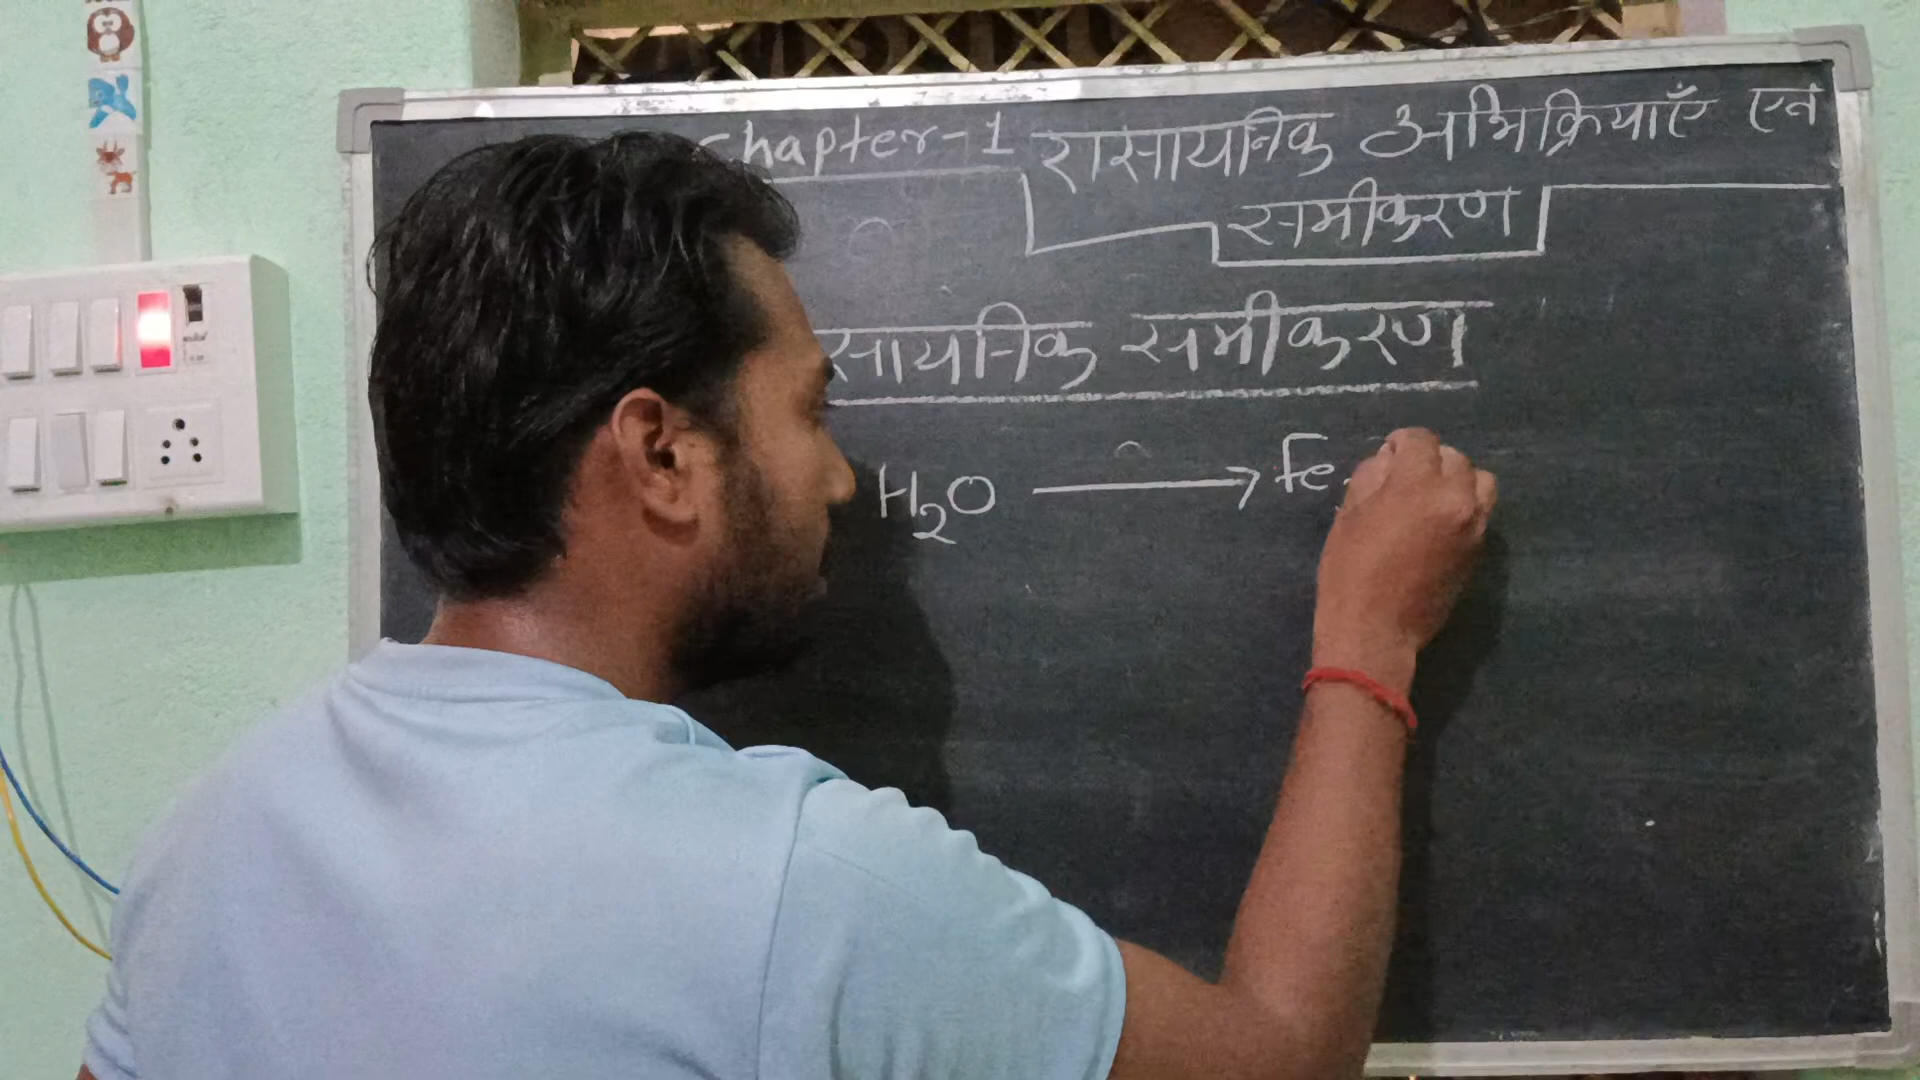 Chapter-1 रासायनिक अभिक्रियाएँ एवं
समीकरण
सायनिक समीकरण
H₂O → Fe